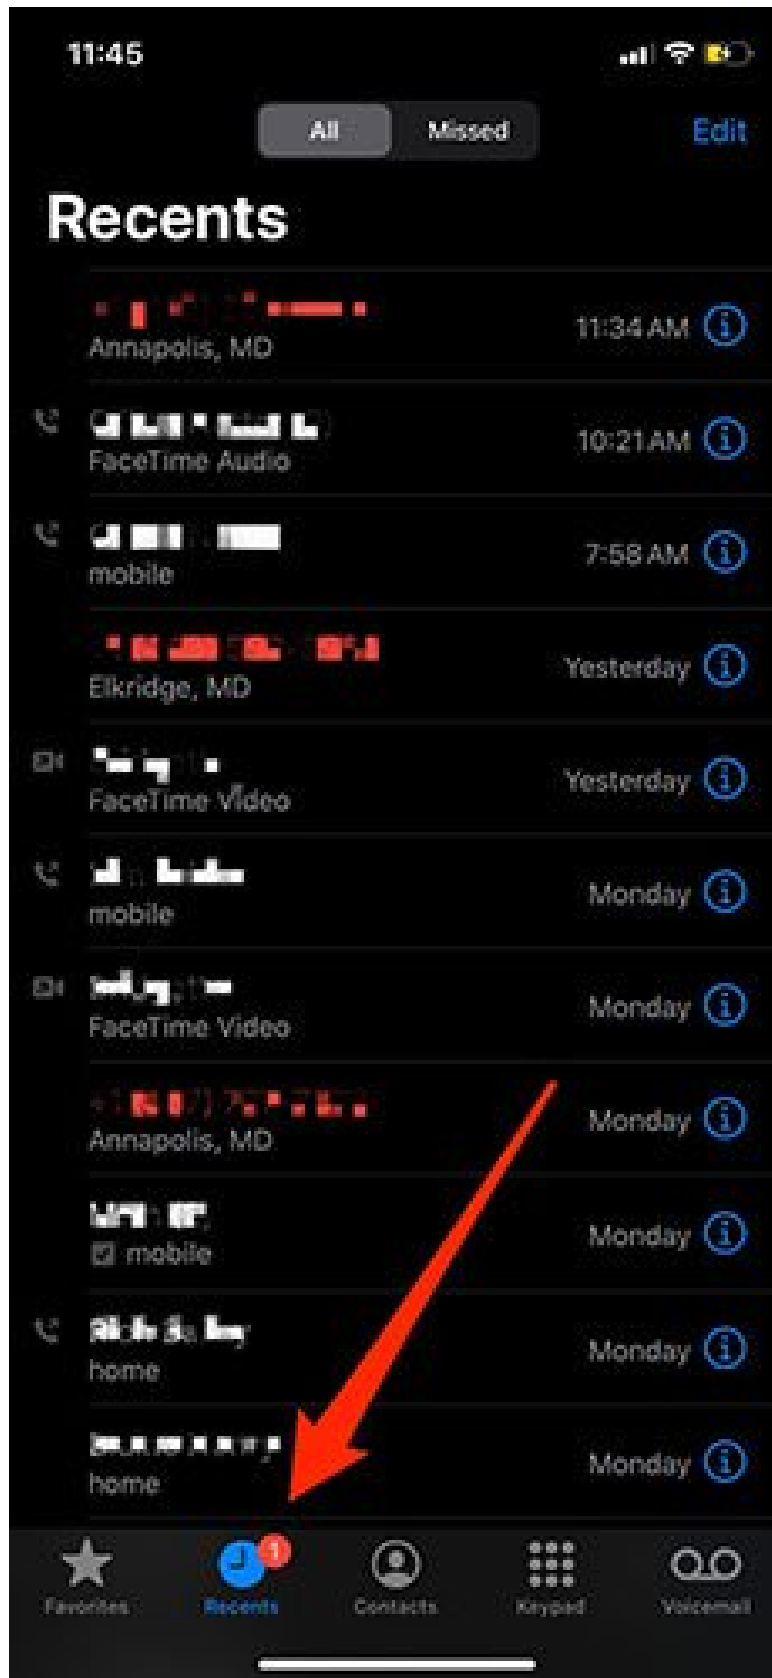 11:45
All Missed Edit
Recents
11:34 AM
Annapolis, MD
10:21 AM
FaceTime Audio
7:58 AM
mobile
Yesterday
Elkridge, MD
Yesterday
FaceTime Video
Monday
mobile
Monday
FaceTime Video
Monday
Annapolis, MD
Monday
mobile
Monday
home
Monday
home
1
Favorites Recents Contacts Keypad Voicemail